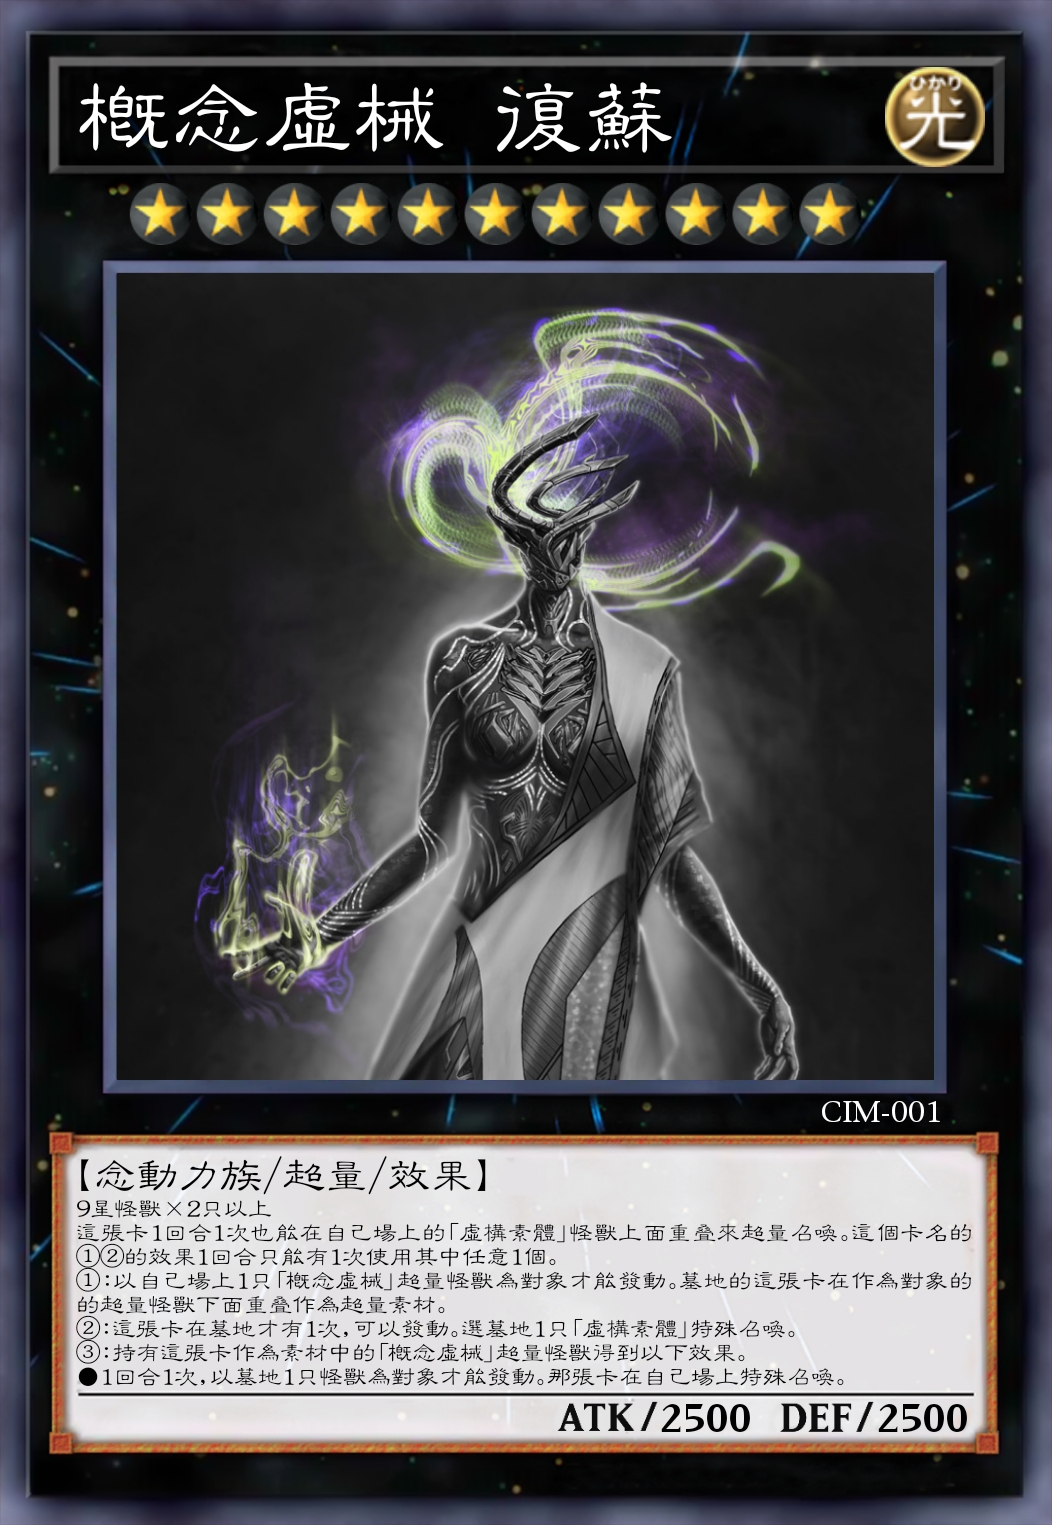 概念虛械 復蘇
ひかり
光
CIM-001
【念動力族/超量/效果】
9星怪獸×2只以上
這張卡1回合1次也能在自己場上的「虛構素體」怪獸上面重疊來超量召喚。這個卡名的
①②的效果1回合只能有1次使用其中任意1個。
①:以自己場上1只「概念虛械」超量怪獸為對象才能發動。墓地的這張卡在作為對象的
的超量怪獸下面重疊作為超量素材。
②:這張卡在墓地才有1次,可以發動。選墓地1只「虛構素體」特殊召喚。
③:持有這張卡作為素材中的「概念虛械」超量怪獸得到以下效果。
●1回合1次,以墓地1只怪獸為對象才能發動。那張卡在自己場上特殊召喚。
ATK/2500 DEF/2500